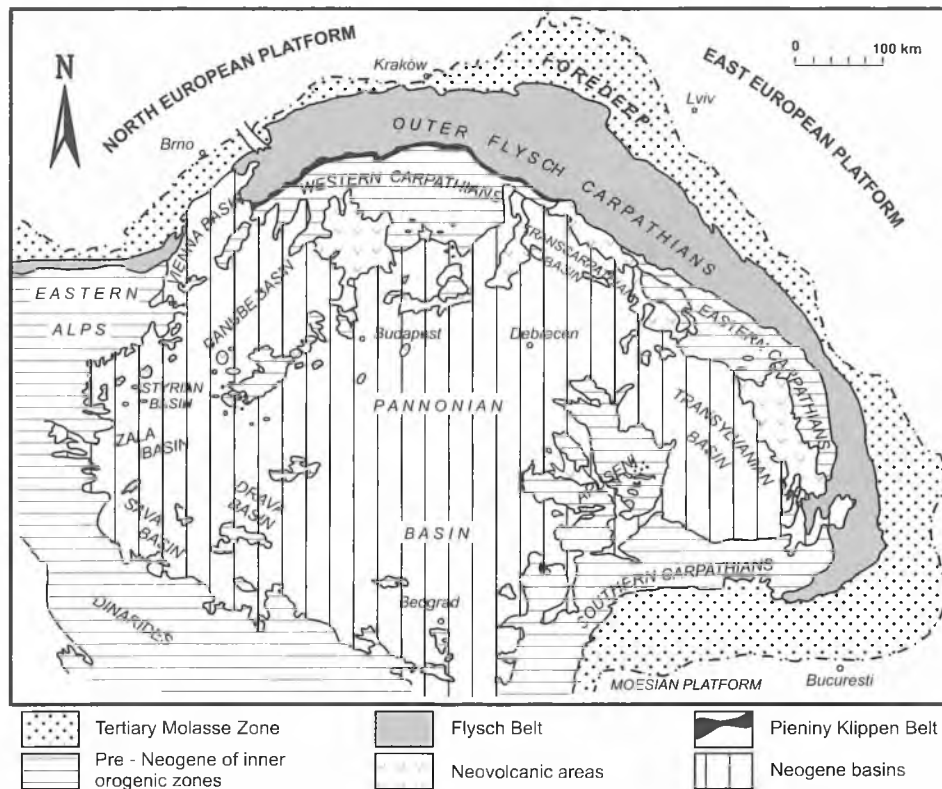 NORTH EUROPEAN PLATFORM
EAST EUROPEAN PLATFORM
0 100 km
N
Kraków
FOREDEEP
Lviv
Brno
OUTER FLYSCH CARPATHIANS
WESTERN CARPATHIANS
VIENNA BASIN
TRANSCARPATHIAN
BASIN
EASTERN
ALPS
DANUBE BASIN
Budapest
Debrecen
EASTERN CARPATHIANS
STYRIAN
BASIN
PANNONIAN
TRANSYLVANIAN
BASIN
ZALA
BASIN
APUSENI
SAVA
BASIN
DRAVA
BASIN
BASIN
SOUTHERN CARPATHIANS
Beograd
DINARIDES
MOESIAN PLATFORM
Bucuresti
Tertiary Molasse Zone
Flysch Belt
Pieniny Klippen Belt
Pre - Neogene of inner
orogenic zones
Neovolcanic areas
Neogene basins